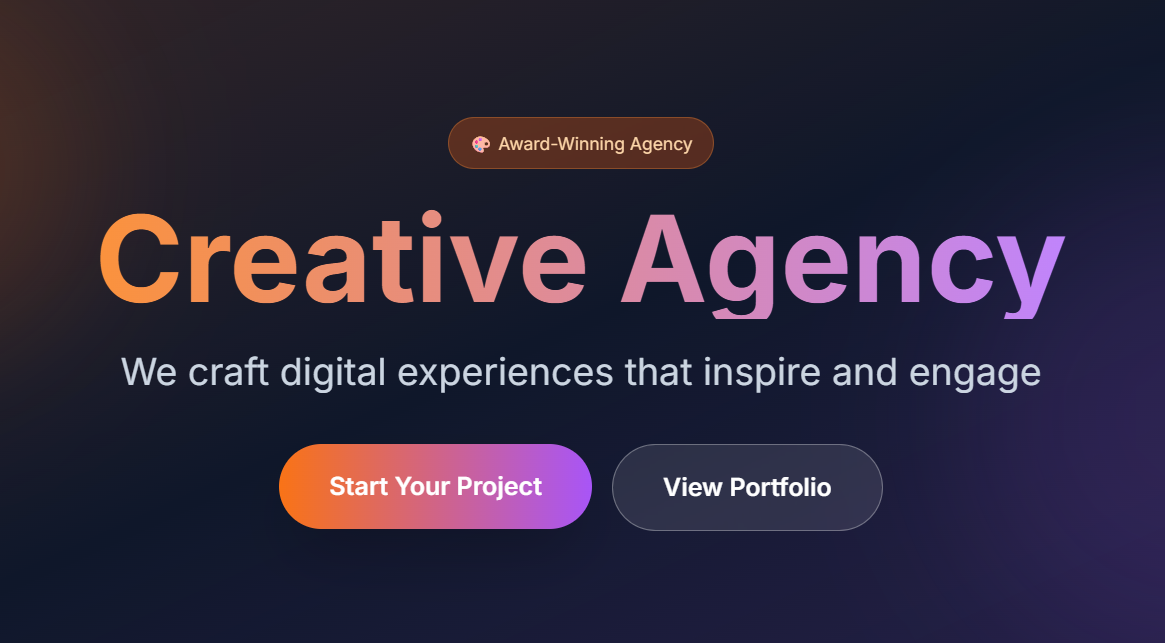 🎨 Award-Winning Agency
Creative Agency
We craft digital experiences that inspire and engage
Start Your Project
View Portfolio